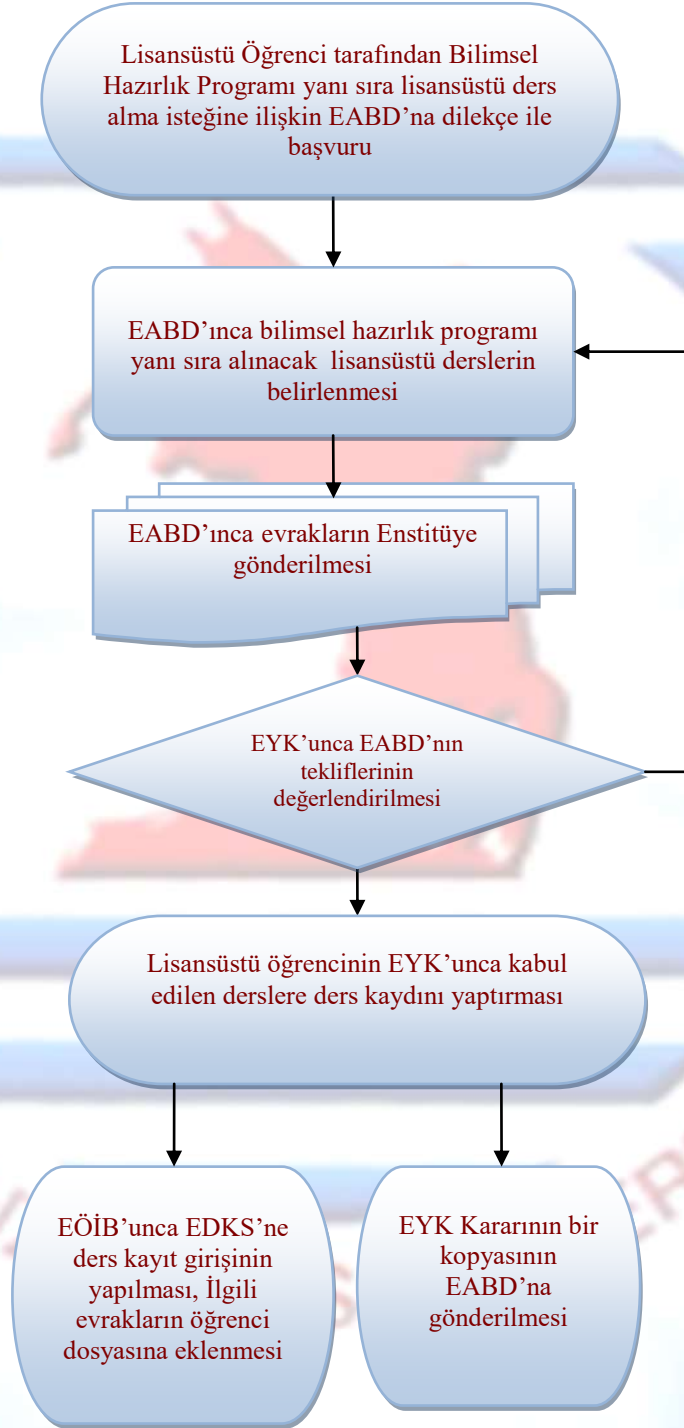 Lisansüstü Öğrenci tarafından Bilimsel
Hazırlık Programı yanı sıra lisansüstü ders
alma isteğine ilişkin EABD’na dilekçe ile
başvuru
EABD’ınca bilimsel hazırlık programı
yanı sıra alınacak lisansüstü derslerin
belirlenmesi
EABD’ınca evrakların Enstitüye
gönderilmesi
EYK’unca EABD’nın
tekliflerinin
değerlendirilmesi
Lisansüstü öğrencinin EYK’unca kabul
edilen derslere ders kaydını yaptırması
EÖİB’unca EDKS’ne
ders kayıt girişinin
yapılması, İlgili
evrakların öğrenci
dosyasına eklenmesi
EYK Kararının bir
kopyasının
EABD’na
gönderilmesi